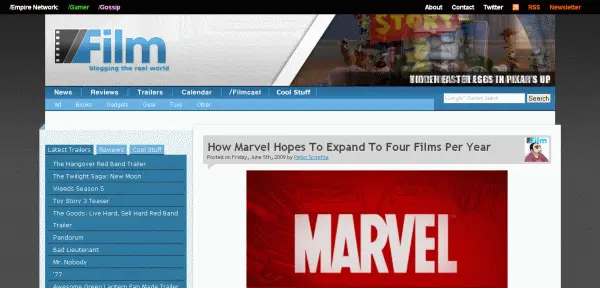 /Empire Network: /Gamer /Gossip About Contact Twitter RSS Newsletter
/Film
blogging the real world
STORY
HIDDEN EASTER EGGS IN PIXAR'S UP
News Reviews Trailers Calendar /Filmcast Cool Stuff
Art Books Gadgets Gear Toys Other
Search
Latest Trailers Reviews Cool Stuff
The Hangover Red Band Trailer
The Twilight Saga: New Moon
Weeds Season 5
Toy Story 3 Teaser
The Goods: Live Hard, Sell Hard Red Band
Trailer
Pandorum
Bad Lieutenant
Mr. Nobody
'77
Awesome Green Lantern Fan Made Trailer
How Marvel Hopes To Expand To Four Films Per Year
Posted on Friday, June 5th, 2009 by Peter Sciretta
/Film
MARVEL